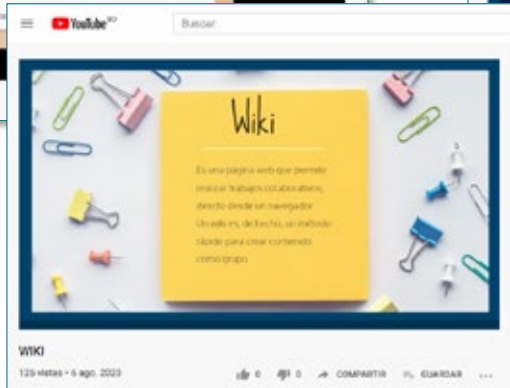 YouTube BO
Buscar
Wiki
Es una página web que permite
realizar trabajos colaborativos,
directo desde un navegador
Un wiki es, de hecho, un método
rápido para crear contenido
como grupo.
WIKI
125 vistas • 6 ago. 2023
0 0 COMPARTIR GUARDAR ...